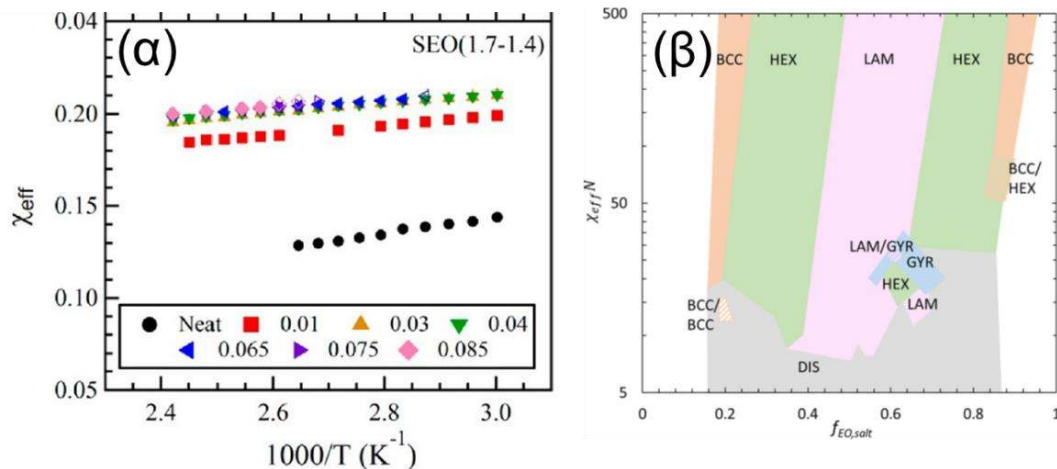 (α)
SEO(1.7-1.4)
0.04
0.20
0.15
0.10
0.05
χeff
Neat 0.01 0.03 0.04
0.065 0.075 0.085
2.4 2.6 2.8 3.0
1000/T (K⁻¹)
(β)
500
50
5
χeffN
BCC HEX LAM HEX BCC
BCC/
HEX
LAM/GYR
GYR
HEX
LAM
BCC/
BCC
DIS
0 0.2 0.4 0.6 0.8 1
fEO,salt